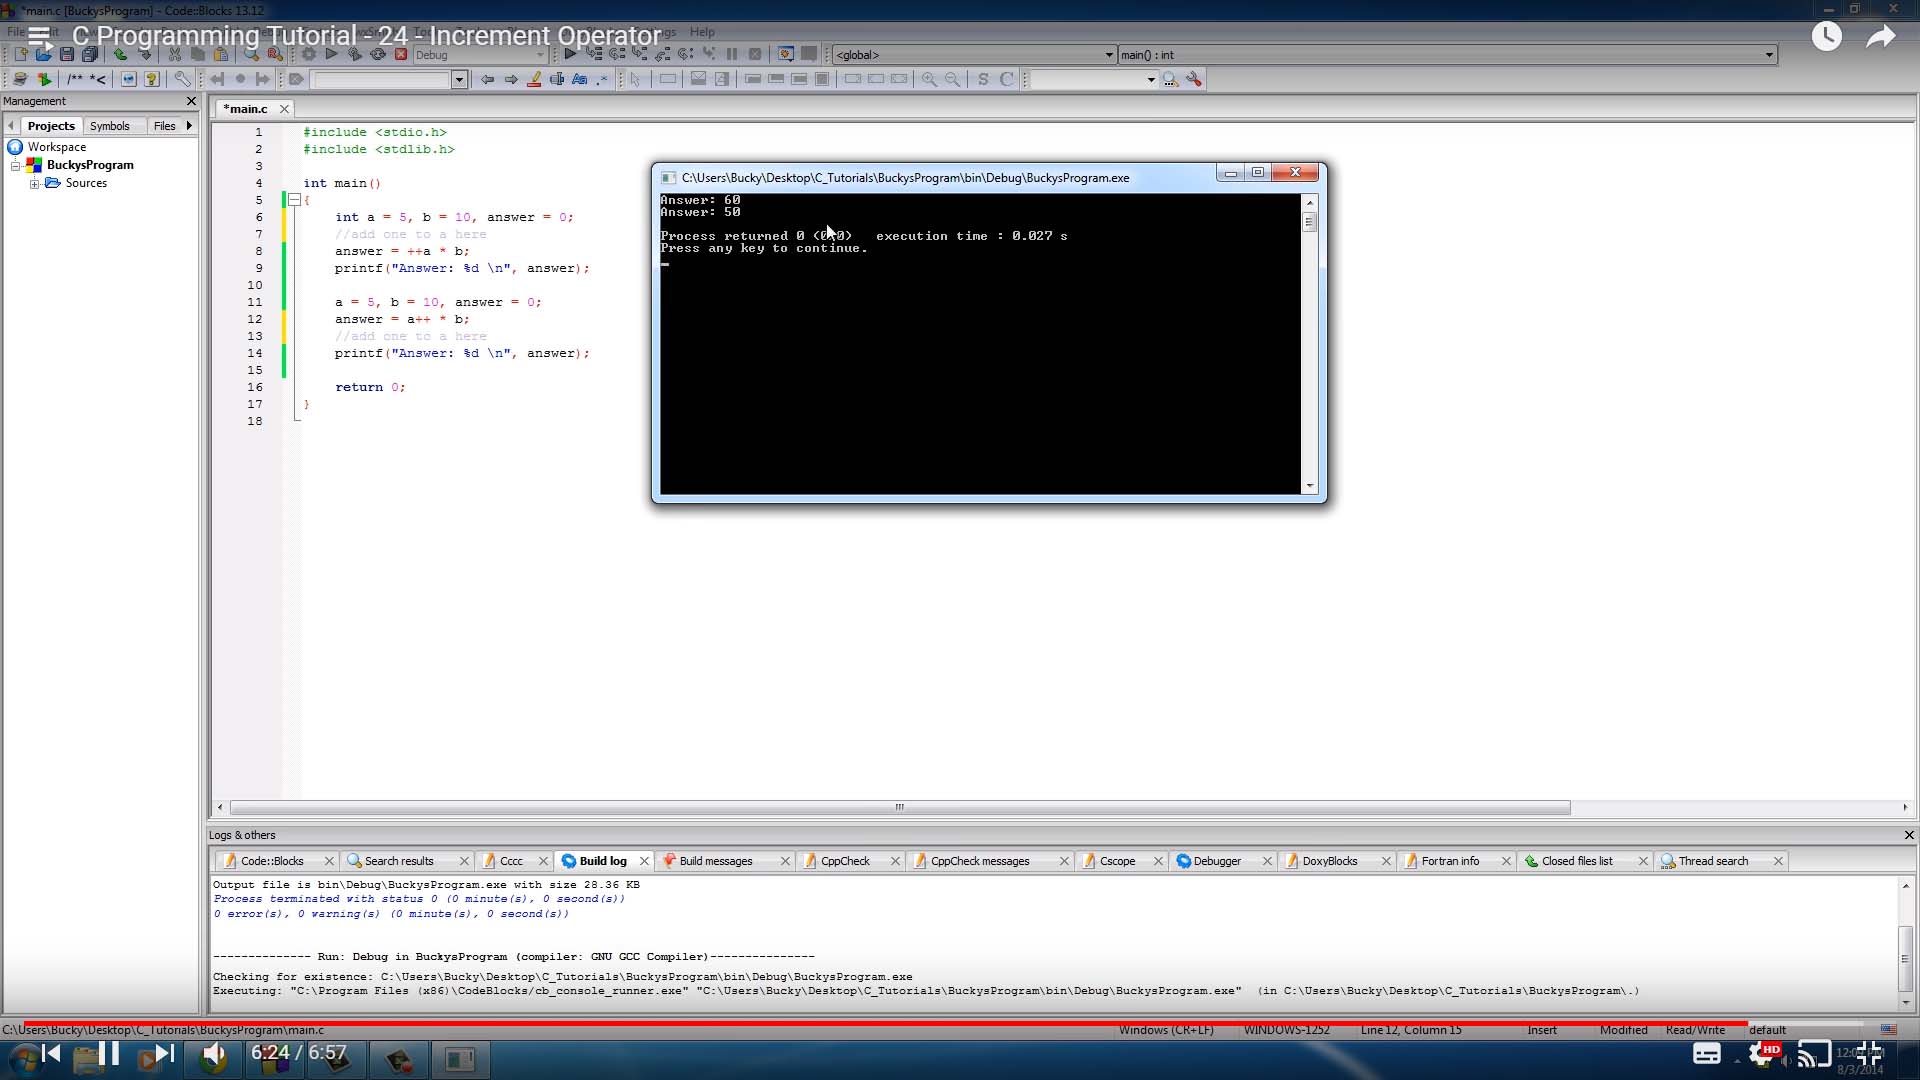 *main.c [BuckysProgram] - Code::Blocks 13.12
File
Help
C Programming Tutorial - 24 - Increment Operator
Debug
<global>
main() : int
/** *<
S C
Management
*main.c
Projects Symbols Files
Workspace
BuckysProgram
Sources
1 #include <stdio.h>
2 #include <stdlib.h>
3
4 int main()
5 {
6 int a = 5, b = 10, answer = 0;
7 //add one to a here
8 answer = ++a * b;
9 printf("Answer: %d \n", answer);
10
11 a = 5, b = 10, answer = 0;
12 answer = a++ * b;
13 //add one to a here
14 printf("Answer: %d \n", answer);
15
16 return 0;
17 }
18
C:\Users\Bucky\Desktop\C_Tutorials\BuckysProgram\bin\Debug\BuckysProgram.exe
Answer: 60
Answer: 50
Process returned 0 (0x0) execution time : 0.027 s
Press any key to continue.
Logs & others
Code::Blocks Search results Cccc Build log Build messages CppCheck CppCheck messages Cscope Debugger DoxyBlocks Fortran info Closed files list Thread search
Output file is bin\Debug\BuckysProgram.exe with size 28.36 KB
Process terminated with status 0 (0 minute(s), 0 second(s))
0 error(s), 0 warning(s) (0 minute(s), 0 second(s))
-------------- Run: Debug in BuckysProgram (compiler: GNU GCC Compiler)---------------
Checking for existence: C:\Users\Bucky\Desktop\C_Tutorials\BuckysProgram\bin\Debug\BuckysProgram.exe
Executing: "C:\Program Files (x86)\CodeBlocks/cb_console_runner.exe" "C:\Users\Bucky\Desktop\C_Tutorials\BuckysProgram\bin\Debug\BuckysProgram.exe" (in C:\Users\Bucky\Desktop\C_Tutorials\BuckysProgram\.)
C:\Users\Bucky\Desktop\C_Tutorials\BuckysProgram\main.c
Windows (CR+LF) WINDOWS-1252 Line 12, Column 15 Insert Modified Read/Write default
6:24 / 6:57
HD
8/3/2014